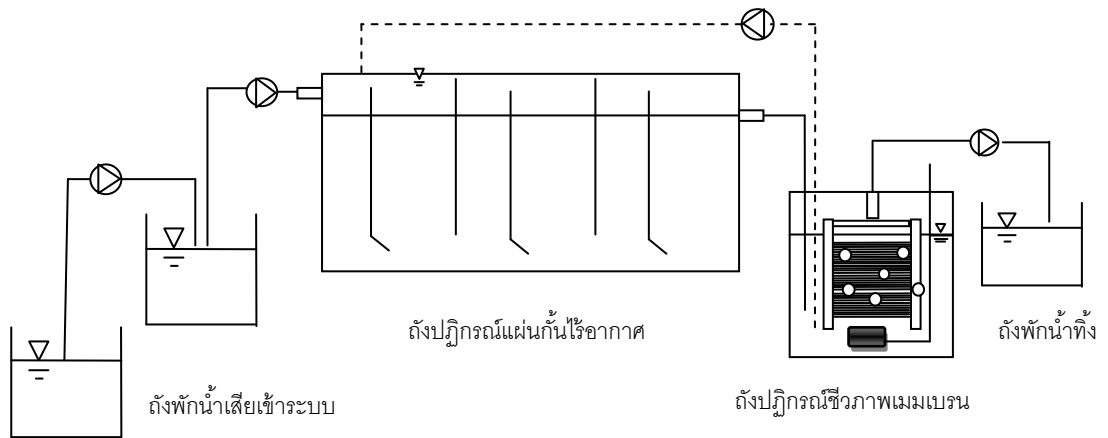 ถังปฏิกรณ์แผ่นกั้นไร้อากาศ
ถังพักน้ำทิ้ง
ถังพักน้ำเสียเข้าระบบ
ถังปฏิกรณ์ชีวภาพเมมเบรน